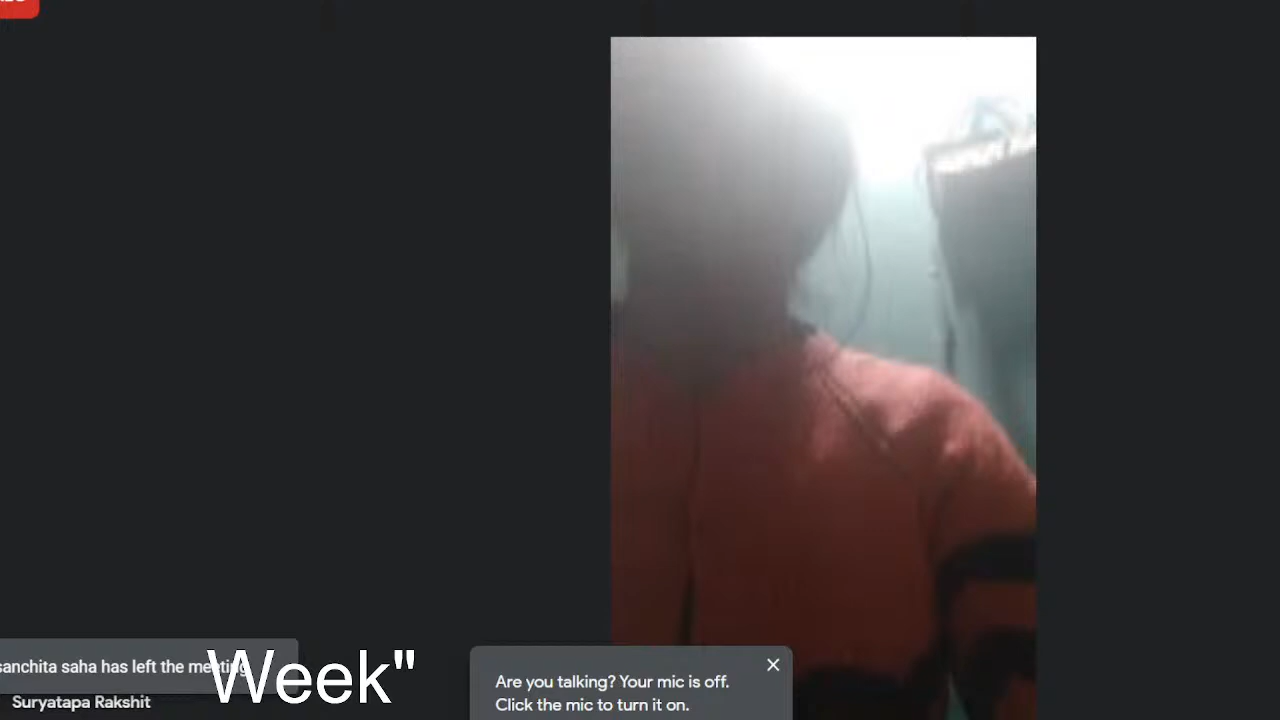 sanchita saha has left the meeting
Week"
Suryatapa Rakshit
Are you talking? Your mic is off.
Click the mic to turn it on.